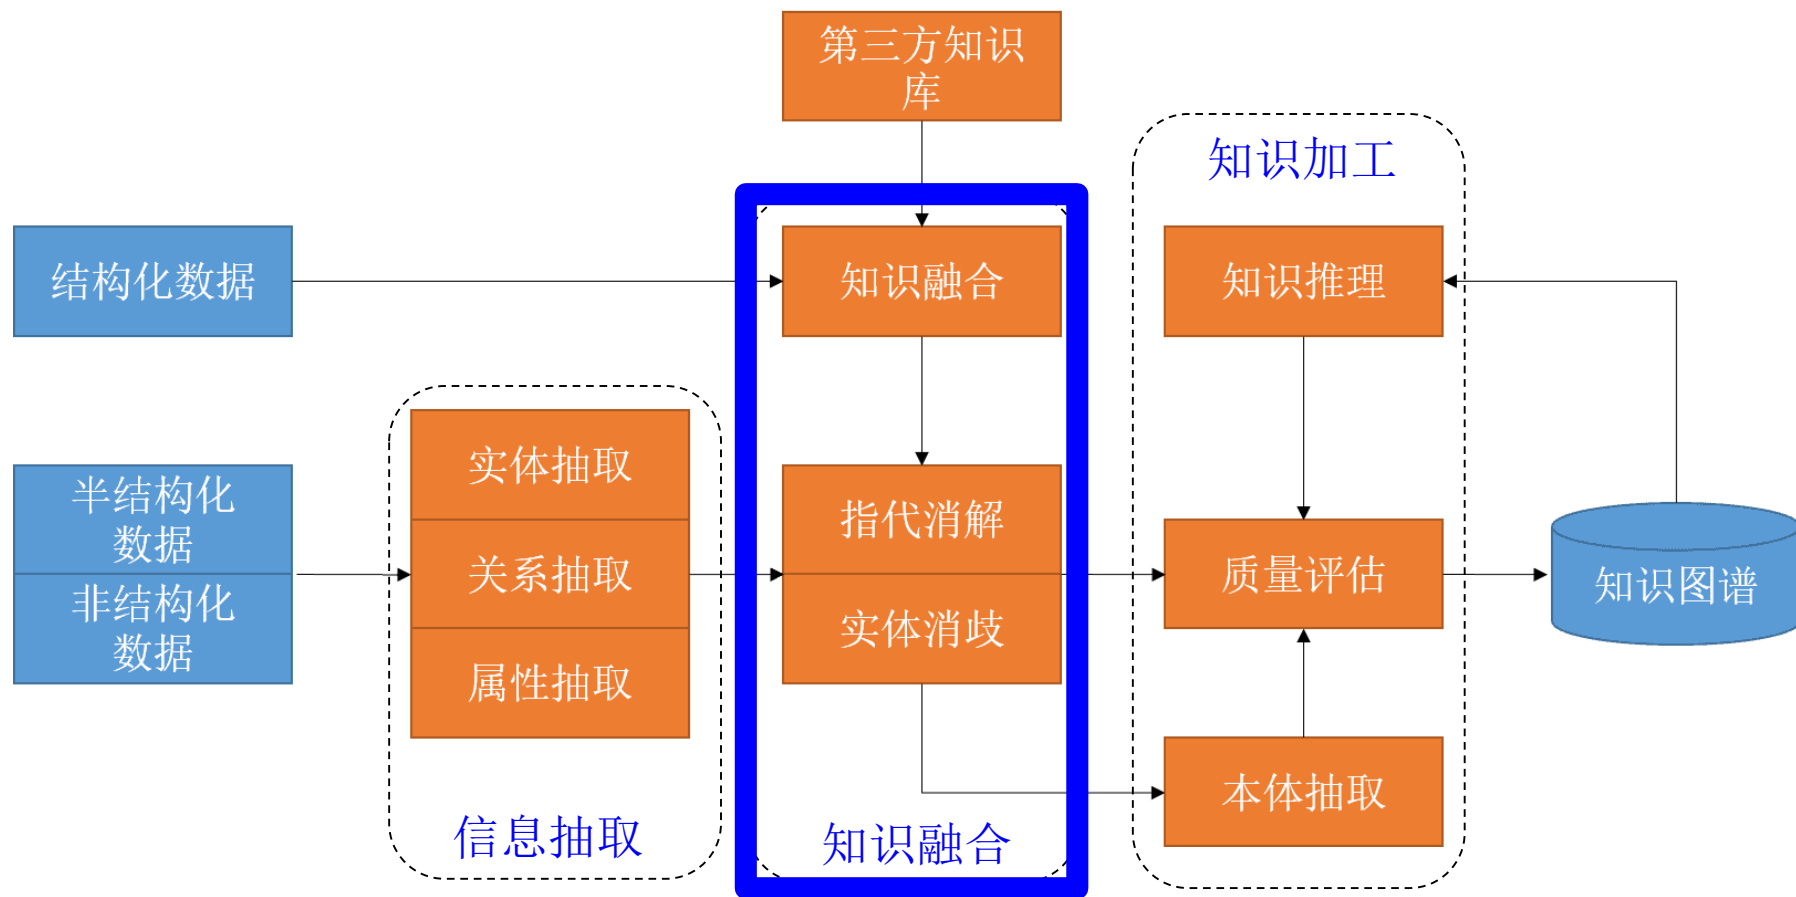 第三方知识
库
知识加工
结构化数据
知识融合
知识推理
半结构化
数据
非结构化
数据
实体抽取
关系抽取
属性抽取
指代消解
实体消歧
质量评估
知识图谱
本体抽取
信息抽取
知识融合